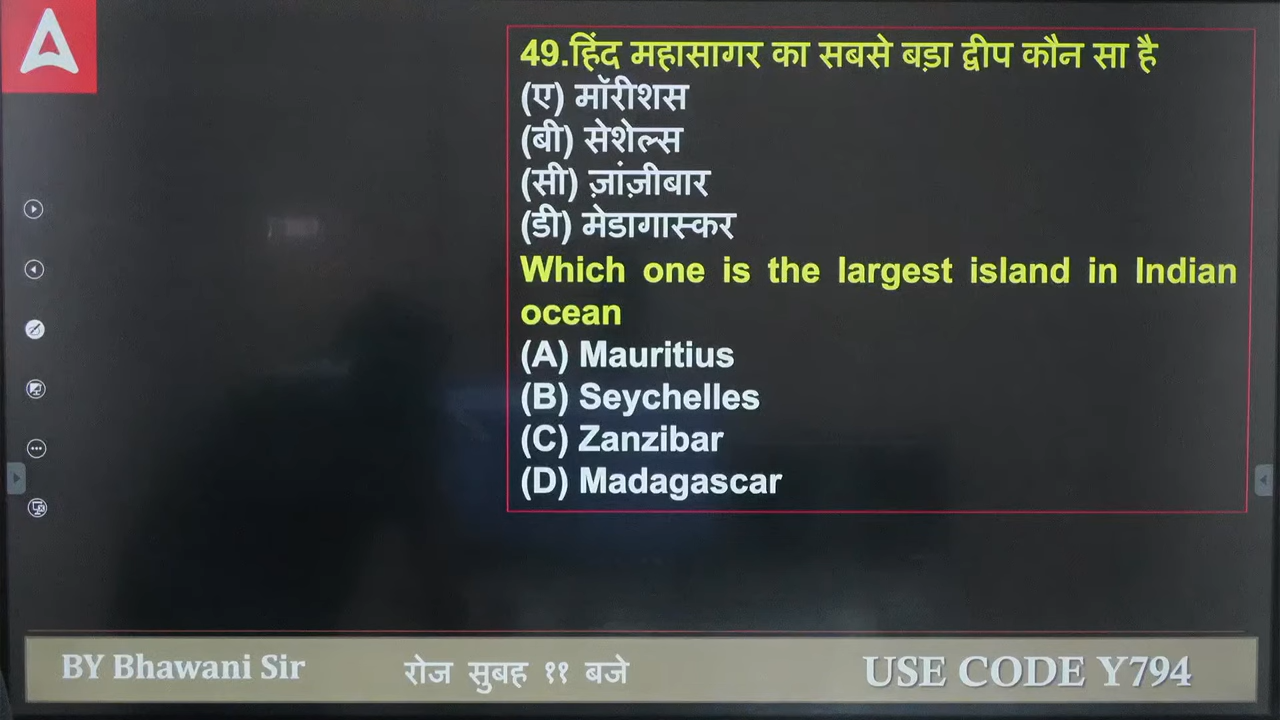 49.हिंद महासागर का सबसे बड़ा द्वीप कौन सा है
(ए) मॉरीशस
(बी) सेशेल्स
(सी) ज़ांज़ीबार
(डी) मेडागास्कर
Which one is the largest island in Indian
ocean
(A) Mauritius
(B) Seychelles
(C) Zanzibar
(D) Madagascar
BY Bhawani Sir रोज सुबह ११ बजे USE CODE Y794